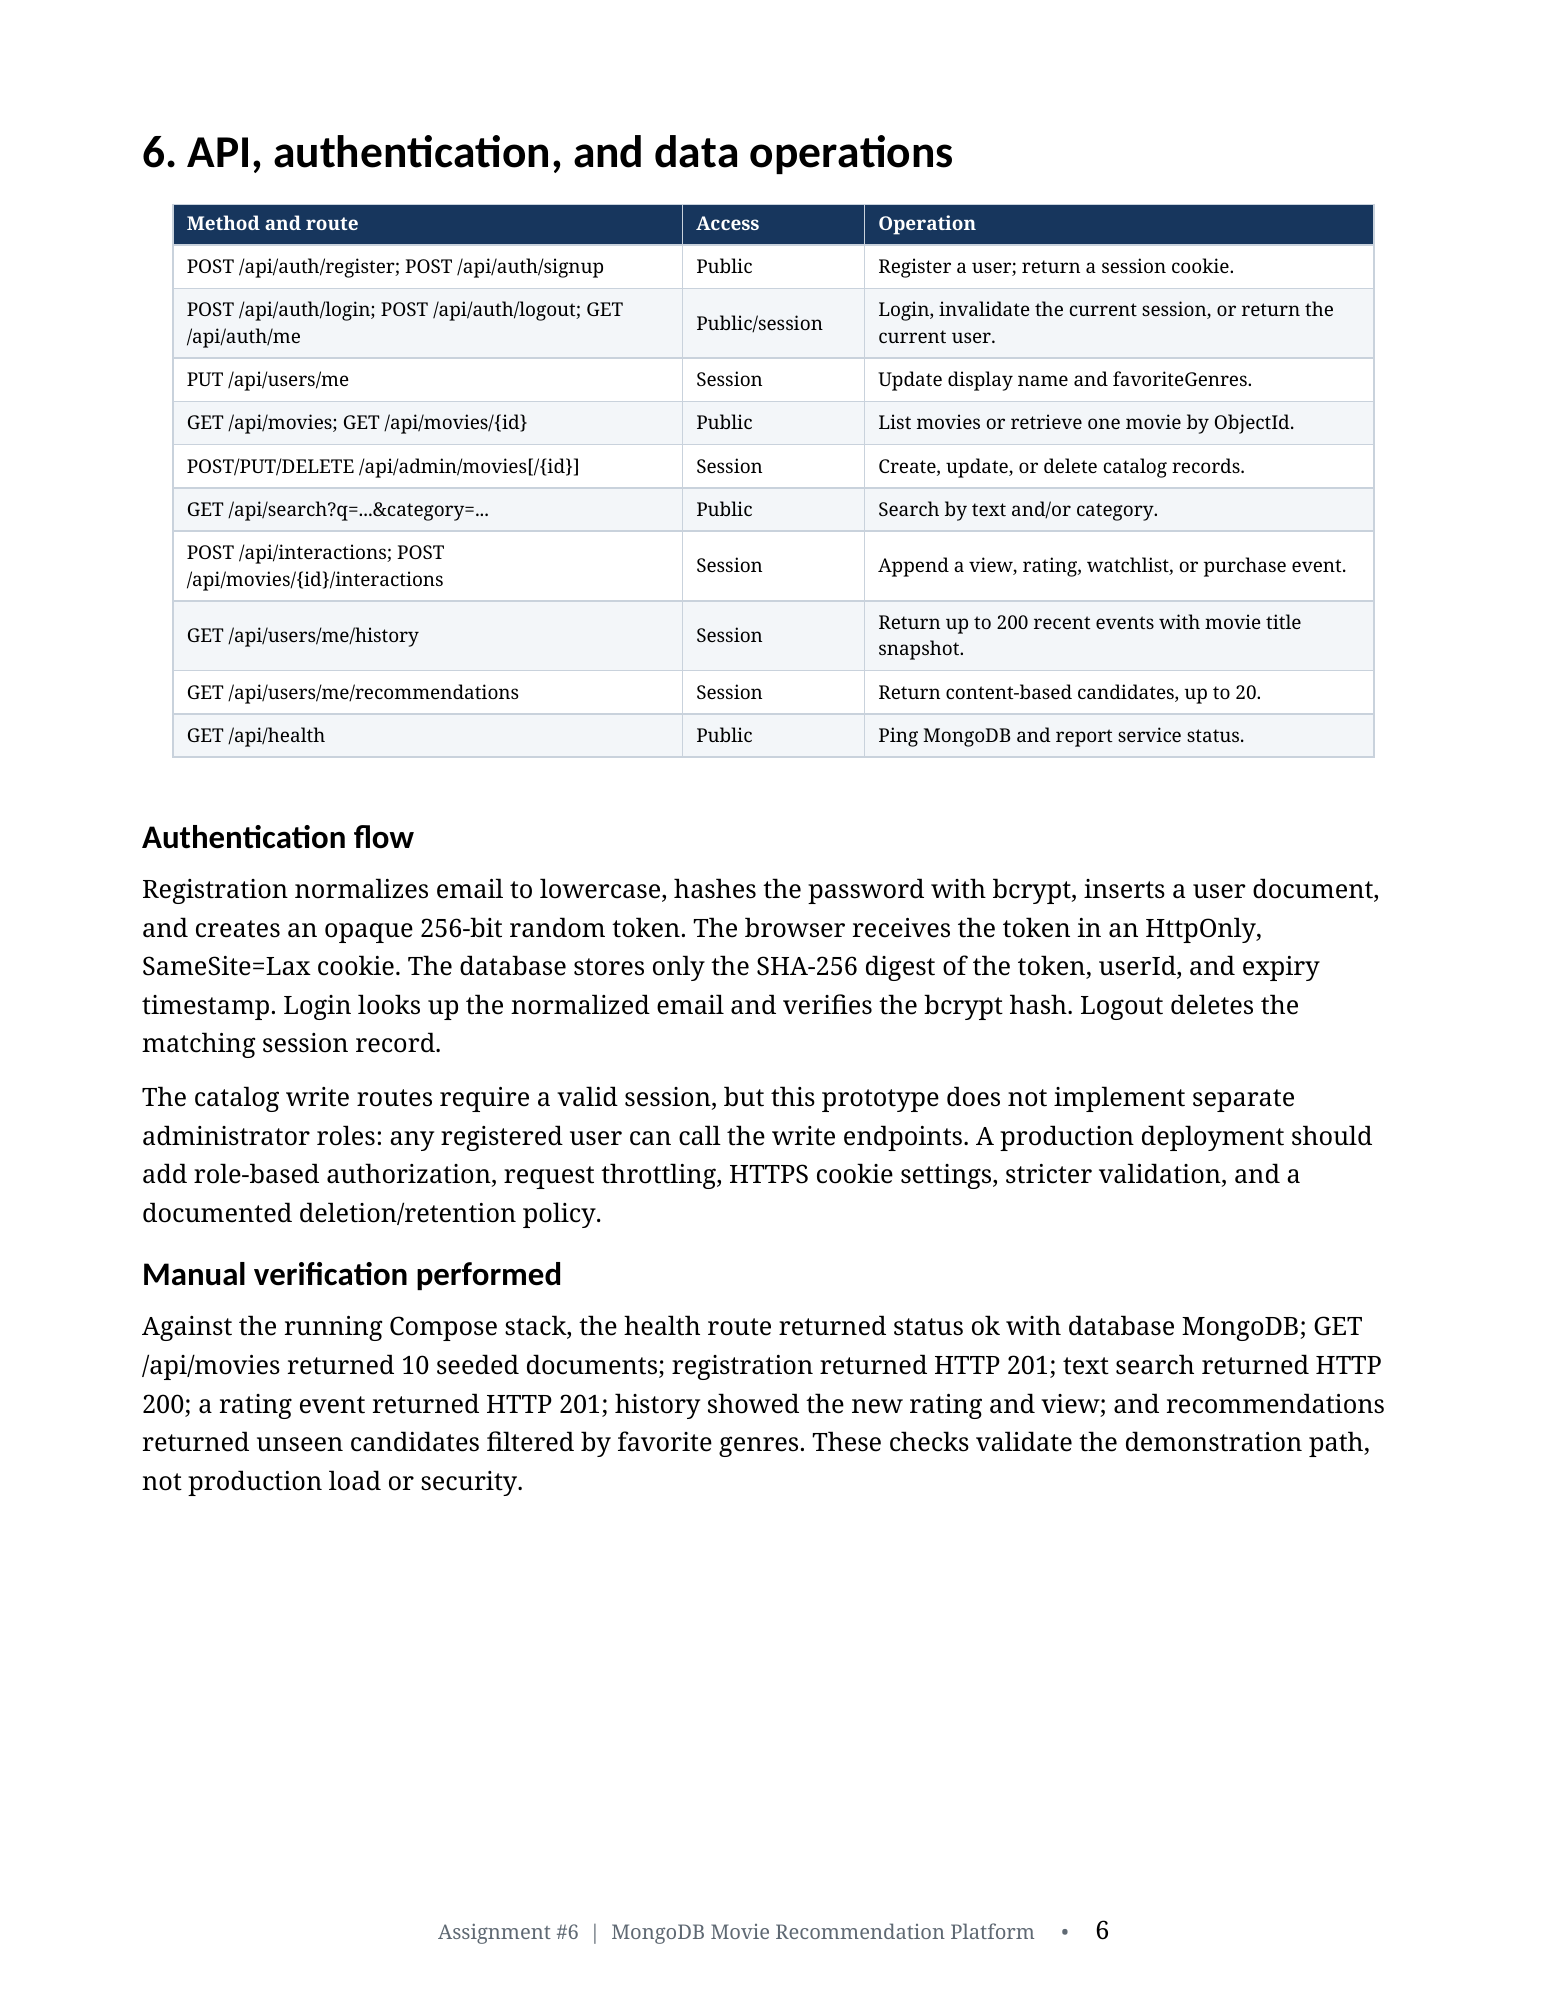 6. API, authentication, and data operations
Method and route Access Operation
POST /api/auth/register; POST /api/auth/signup Public Register a user; return a session cookie.
POST /api/auth/login; POST /api/auth/logout; GET
/api/auth/me
Public/session
Login, invalidate the current session, or return the
current user.
PUT /api/users/me Session Update display name and favoriteGenres.
GET /api/movies; GET /api/movies/{id} Public List movies or retrieve one movie by ObjectId.
POST/PUT/DELETE /api/admin/movies[/{id}] Session Create, update, or delete catalog records.
GET /api/search?q=...&category=... Public Search by text and/or category.
POST /api/interactions; POST
/api/movies/{id}/interactions
Session
Append a view, rating, watchlist, or purchase event.
GET /api/users/me/history
Session
Return up to 200 recent events with movie title
snapshot.
GET /api/users/me/recommendations Session Return content-based candidates, up to 20.
GET /api/health Public Ping MongoDB and report service status.
Authentication flow
Registration normalizes email to lowercase, hashes the password with bcrypt, inserts a user document,
and creates an opaque 256-bit random token. The browser receives the token in an HttpOnly,
SameSite=Lax cookie. The database stores only the SHA-256 digest of the token, userId, and expiry
timestamp. Login looks up the normalized email and verifies the bcrypt hash. Logout deletes the
matching session record.
The catalog write routes require a valid session, but this prototype does not implement separate
administrator roles: any registered user can call the write endpoints. A production deployment should
add role-based authorization, request throttling, HTTPS cookie settings, stricter validation, and a
documented deletion/retention policy.
Manual verification performed
Against the running Compose stack, the health route returned status ok with database MongoDB; GET
/api/movies returned 10 seeded documents; registration returned HTTP 201; text search returned HTTP
200; a rating event returned HTTP 201; history showed the new rating and view; and recommendations
returned unseen candidates filtered by favorite genres. These checks validate the demonstration path,
not production load or security.
Assignment #6 | MongoDB Movie Recommendation Platform • 6